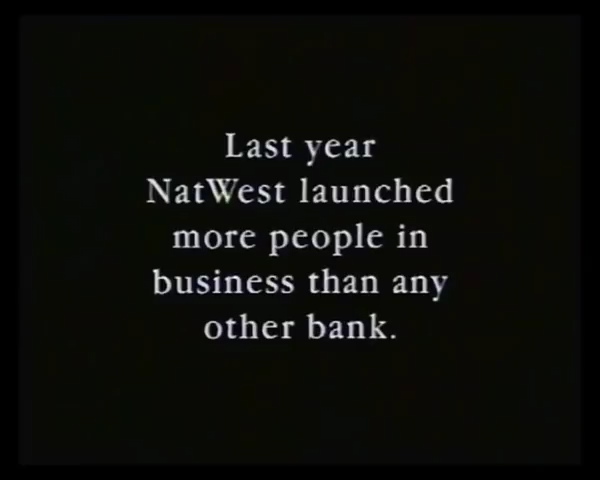 Last year
NatWest launched
more people in
business than any
other bank.